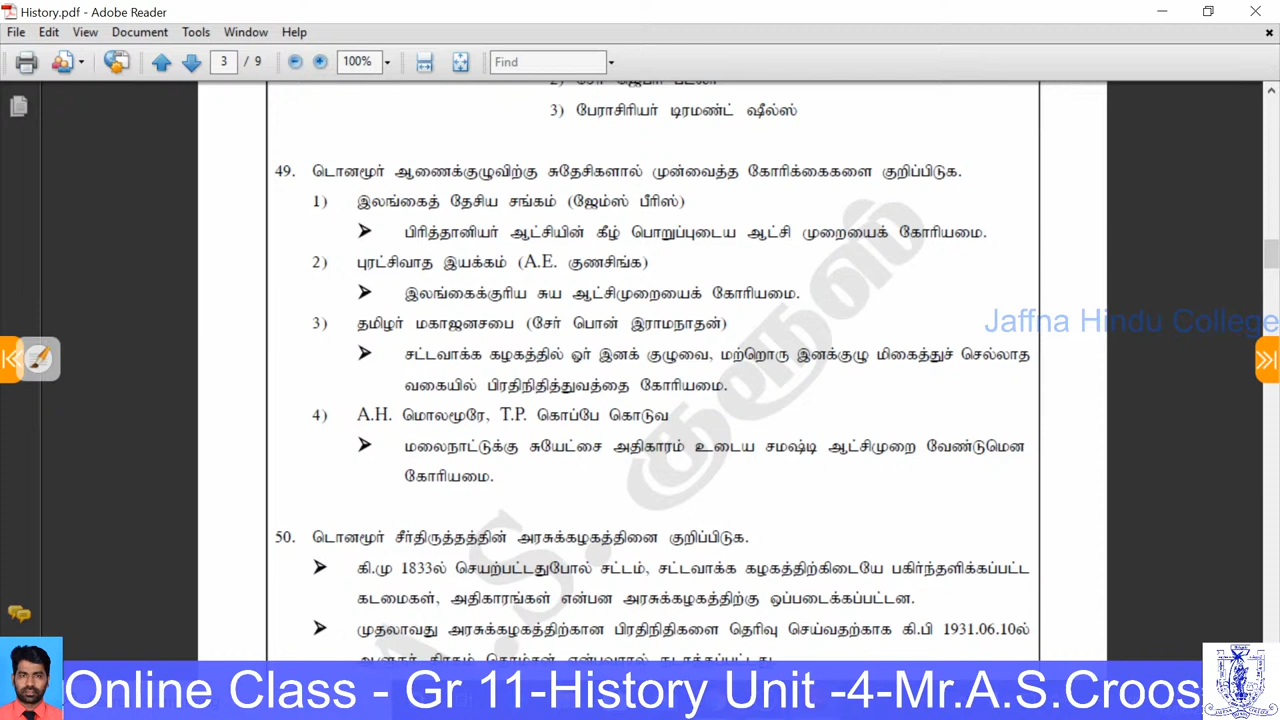 History.pdf - Adobe Reader
File Edit View Document Tools Window Help
3 / 9 100% Find
3) பேராசிரியர் டிரமண்ட் ஷீல்ஸ்
49. டொனமூர் ஆணைக்குழுவிற்கு சுதேசிகளால் முன்வைத்த கோரிக்கைகளை குறிப்பிடுக.
1) இலங்கைத் தேசிய சங்கம் (ஜேம்ஸ் பீரிஸ்)
➤ பிரித்தானியர் ஆட்சியின் கீழ் பொறுப்புடைய ஆட்சி முறையைக் கோரியமை.
2) புரட்சிவாத இயக்கம் (A.E. குணசிங்க)
➤ இலங்கைக்குரிய சுய ஆட்சிமுறையைக் கோரியமை.
3) தமிழர் மகாஜனசபை (சேர் பொன் இராமநாதன்)
➤ சட்டவாக்க கழகத்தில் ஓர் இனக் குழுவை, மற்றொரு இனக்குழு மிகைத்துச் செல்லாத
வகையில் பிரதிநிதித்துவத்தை கோரியமை.
4) A.H. மொலமூரே, T.P. கொப்பே கொடுவ
➤ மலைநாட்டுக்கு சுயேட்சை அதிகாரம் உடைய சமஷ்டி ஆட்சிமுறை வேண்டுமென
கோரியமை.
50. டொனமூர் சீர்திருத்தத்தின் அரசுக்கழகத்தினை குறிப்பிடுக.
➤ கி.மு 1833ல் செயற்பட்டதுபோல் சட்டம், சட்டவாக்க கழகத்திற்கிடையே பகிர்ந்தளிக்கப்பட்ட
கடமைகள், அதிகாரங்கள் என்பன அரசுக்கழகத்திற்கு ஒப்படைக்கப்பட்டன.
➤ முதலாவது அரசுக்கழகத்திற்கான பிரதிநிதிகளை தெரிவு செய்வதற்காக கி.பி 1931.06.10ல்
Jaffna Hindu College
Online Class - Gr 11-History Unit -4-Mr.A.S.Croos